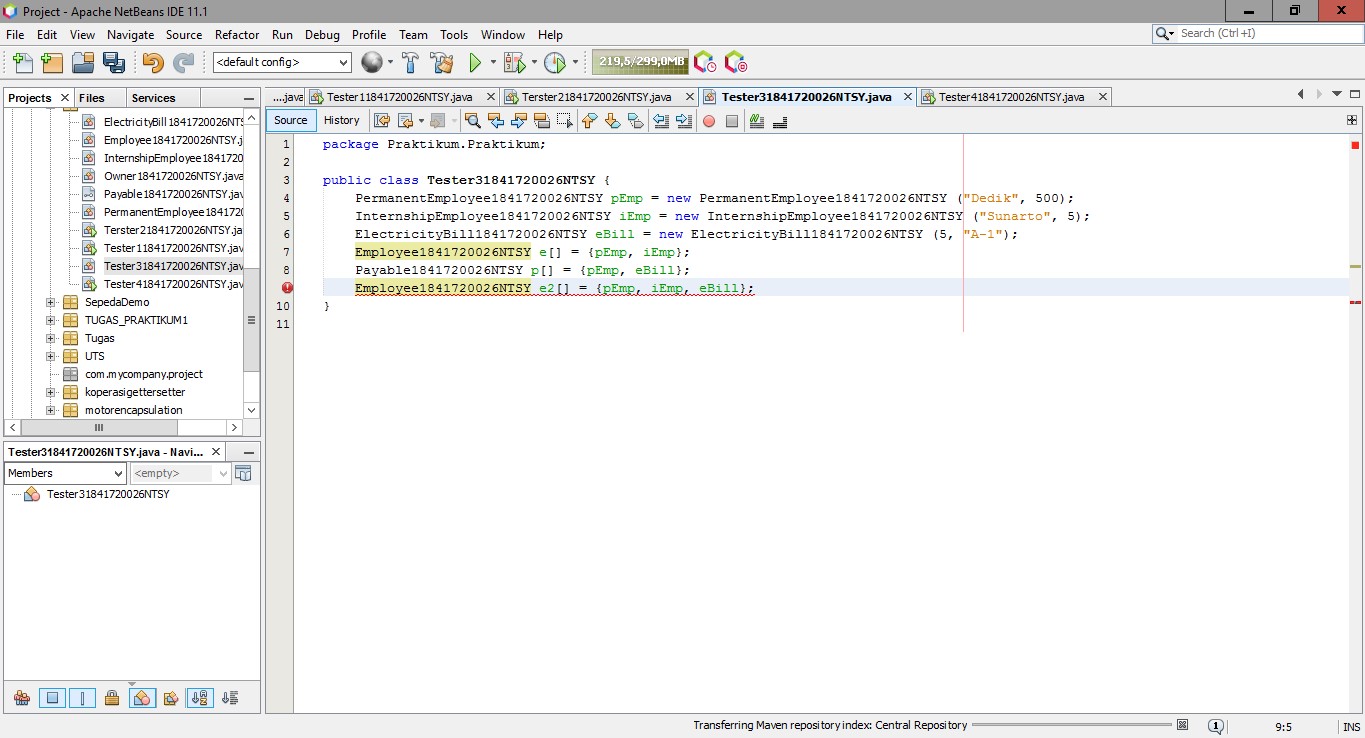 Project - Apache NetBeans IDE 11.1
File Edit View Navigate Source Refactor Run Debug Profile Team Tools Window Help
Search (Ctrl+I)
<default config>
219,5/299,0MB
Projects Files Services
ElectricityBill1841720026NTS
Employee1841720026NTSY.j
InternshipEmployee1841720
Owner1841720026NTSY.java
Payable1841720026NTSY.jav
PermanentEmployee184172(
Terster21841720026NTSY.jav
Tester11841720026NTSY.jav
Tester31841720026NTSY.jav
Tester41841720026NTSY.jav
SepedaDemo
TUGAS_PRAKTIKUM1
Tugas
UTS
com.mycompany.project
koperasigettersetter
motorencapsulation
Tester31841720026NTSY.java - Navi...
Members
<empty>
Tester31841720026NTSY
....java Tester11841720026NTSY.java Terster21841720026NTSY.java Tester31841720026NTSY.java Tester41841720026NTSY.java
Source History
1 package Praktikum.Praktikum;
2
3 public class Tester31841720026NTSY {
4 PermanentEmployee1841720026NTSY pEmp = new PermanentEmployee1841720026NTSY ("Dedik", 500);
5 InternshipEmployee1841720026NTSY iEmp = new InternshipEmployee1841720026NTSY ("Sunarto", 5);
6 ElectricityBill1841720026NTSY eBill = new ElectricityBill1841720026NTSY (5, "A-1");
7 Employee1841720026NTSY e[] = {pEmp, iEmp};
8 Payable1841720026NTSY p[] = {pEmp, eBill};
Employee1841720026NTSY e2[] = {pEmp, iEmp, eBill};
10 }
11
Transferring Maven repository index: Central Repository
1
9:5
INS